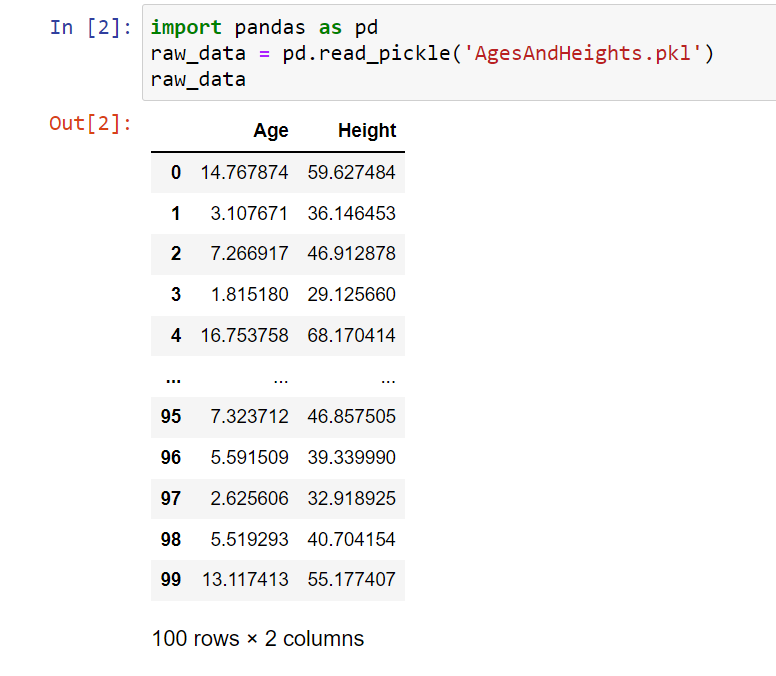 In [2]: import pandas as pd
raw_data = pd.read_pickle('AgesAndHeights.pkl')
raw_data
Out[2]:
Age Height
0 14.767874 59.627484
1 3.107671 36.146453
2 7.266917 46.912878
3 1.815180 29.125660
4 16.753758 68.170414
... ... ...
95 7.323712 46.857505
96 5.591509 39.339990
97 2.625606 32.918925
98 5.519293 40.704154
99 13.117413 55.177407
100 rows × 2 columns